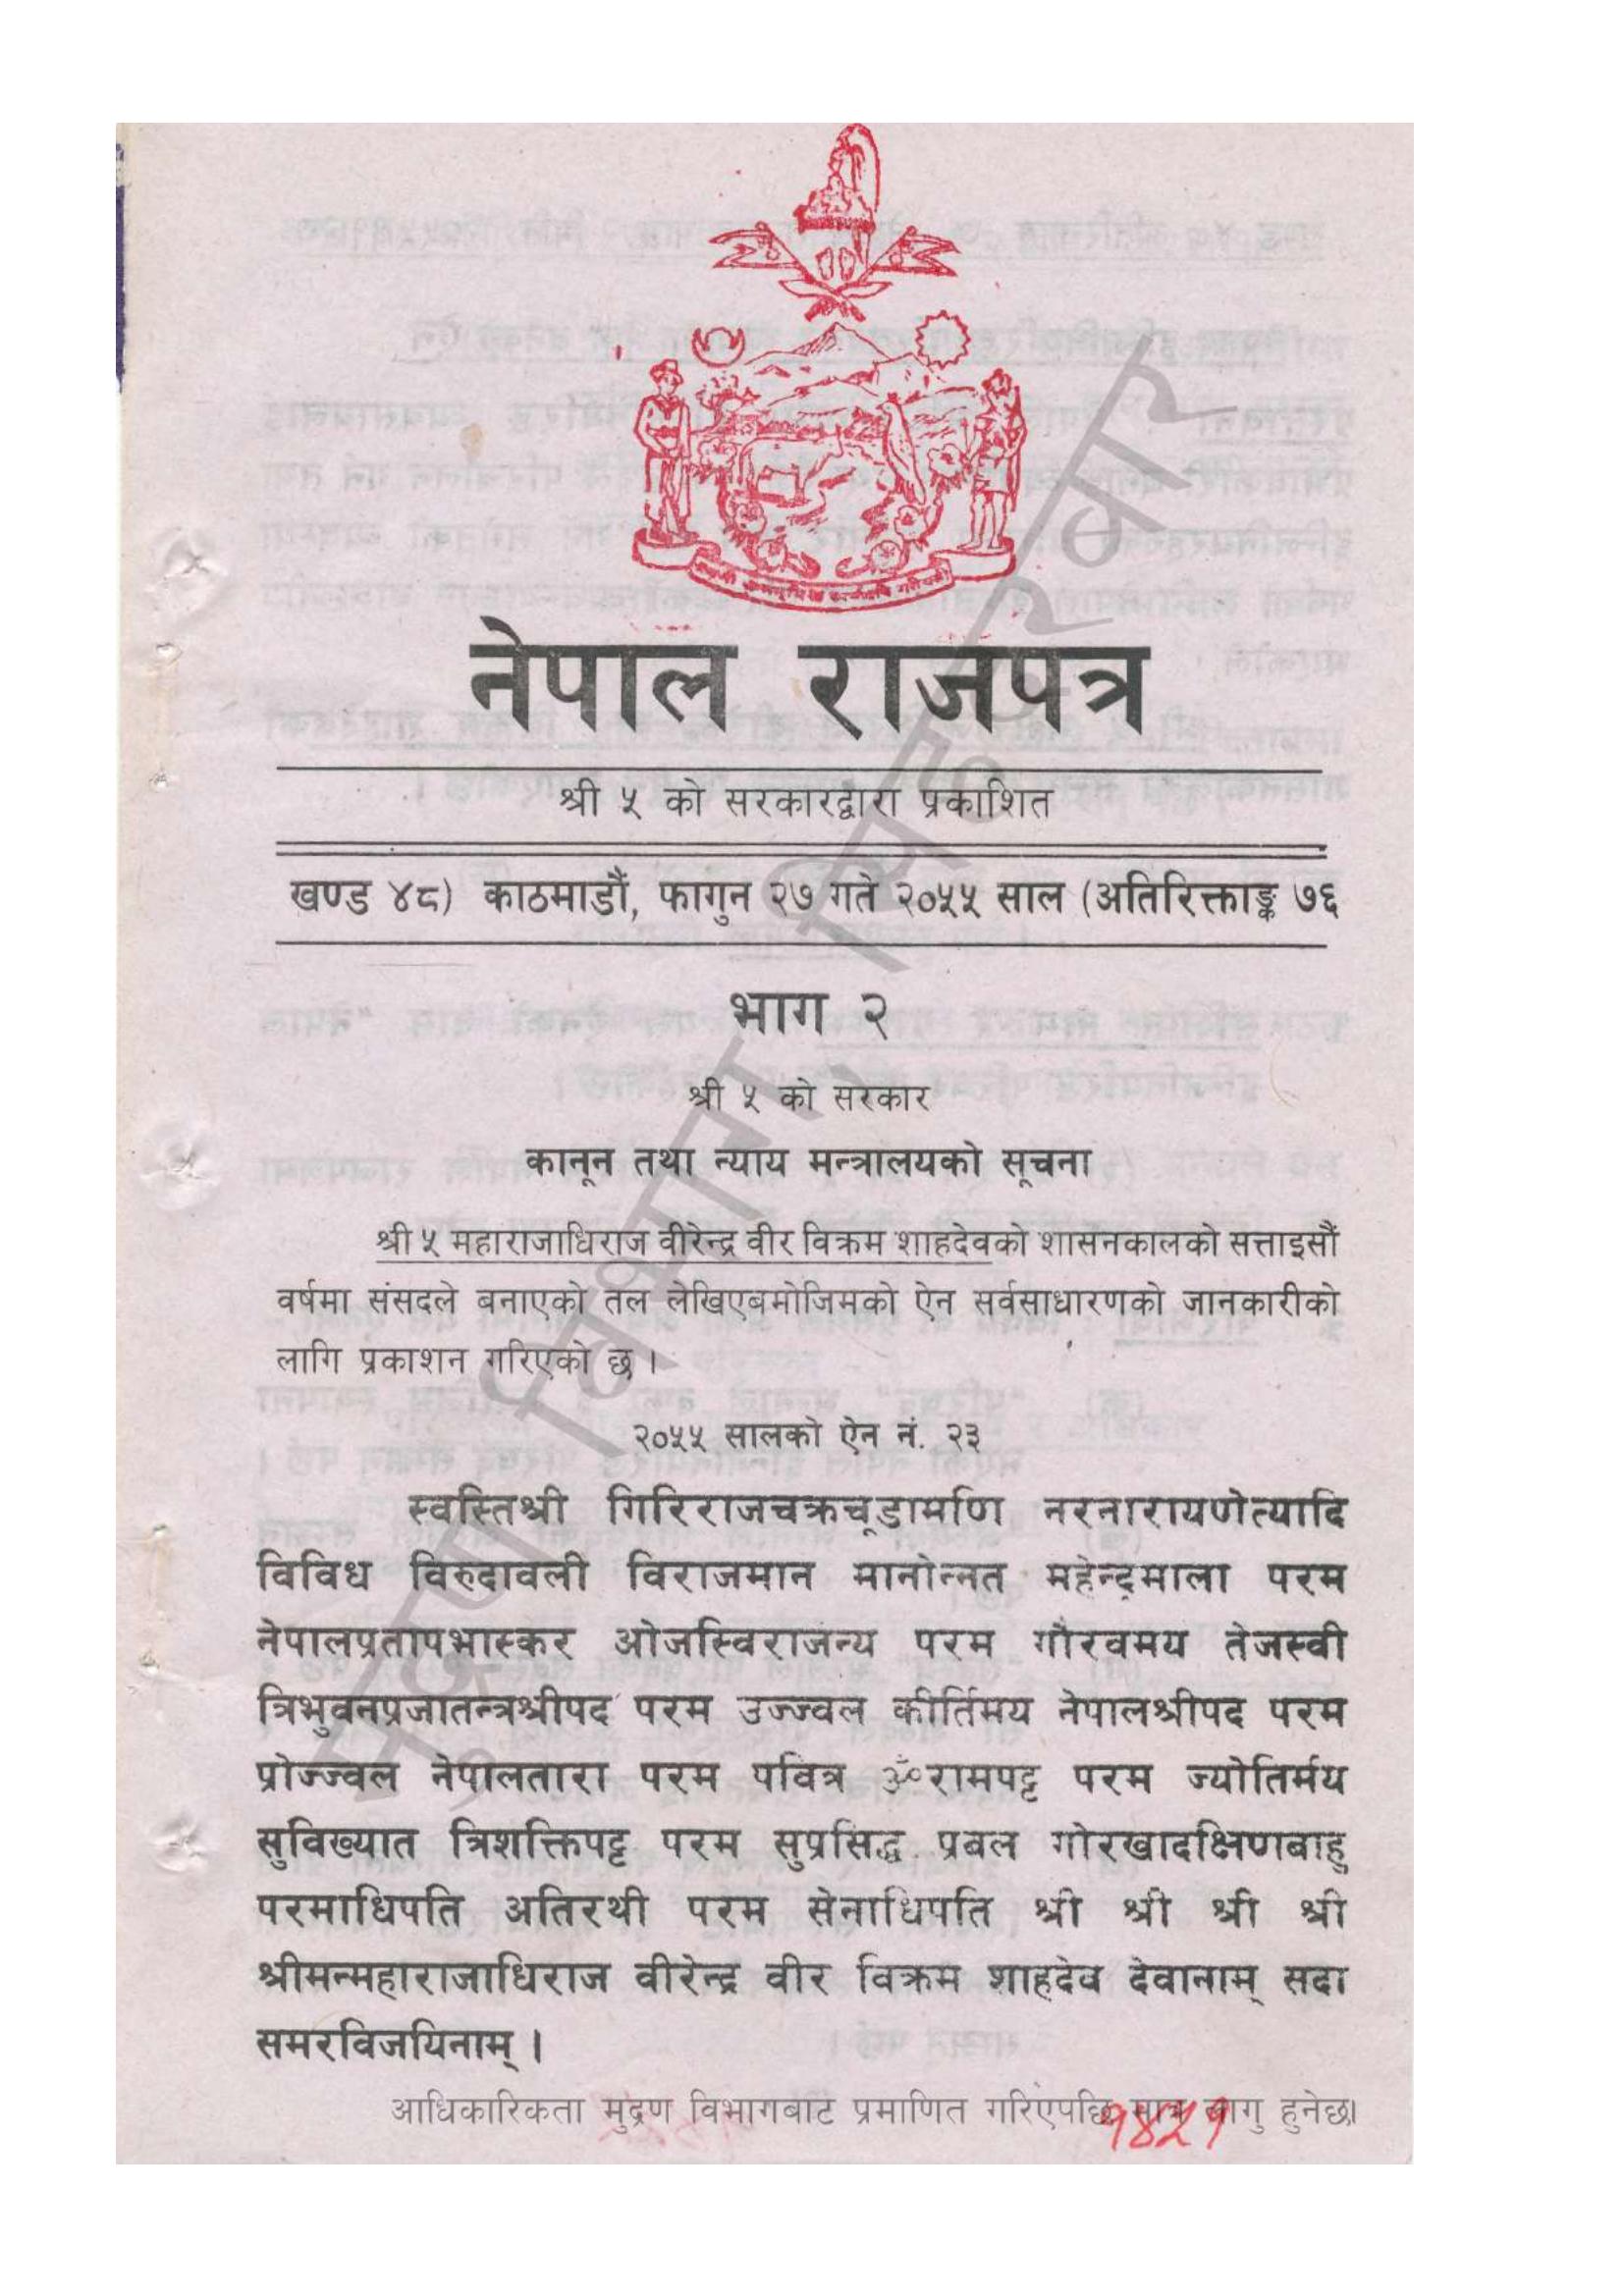 नेपाल राजपत्र
श्री ५ को सरकारद्वारा प्रकाशित
खण्ड ४८) काठमाडौं, फागुन २७ गते २०५५ साल (अतिरिक्ताङ्क ७६
भाग २
श्री ५ को सरकार
कानून तथा न्याय मन्त्रालयको सूचना
श्री ५ महाराजाधिराज वीरेन्द्र वीर विक्रम शाहदेवको शासनकालको सत्ताइसौं
वर्षमा संसदले बनाएको तल लेखिएबमोजिमको ऐन सर्वसाधारणको जानकारीको
लागि प्रकाशन गरिएको छ ।
२०५५ सालको ऐन नं. २३
स्वस्तिश्री गिरिराजचक्रचूडामणि नरनारायणेत्यादि
विविध विरुदावली विराजमान मानोन्नत महेन्द्रमाला परम
नेपालप्रतापभास्कर ओजस्विराजन्य परम गौरवमय तेजस्वी
त्रिभुवनप्रजातन्त्रश्रीपद परम उज्ज्वल कीर्तिमय नेपालश्रीपद परम
प्रोज्ज्वल नेपालतारा परम पवित्र ॐरामपट्ट परम ज्योतिर्मय
सुविख्यात त्रिशक्तिपट्ट परम सुप्रसिद्ध प्रबल गोरखादक्षिणबाहु
परमाधिपति अतिरथी परम सेनाधिपति श्री श्री श्री श्री
श्रीमन्महाराजाधिराज वीरेन्द्र वीर विक्रम शाहदेव देवानाम् सदा
समरविजयिनाम् ।
आधिकारिकता मुद्रण विभागबाट प्रमाणित गरिएपछि मात्र लागु हुनेछ।
मुद्रण विभाग, सिंहदरबार